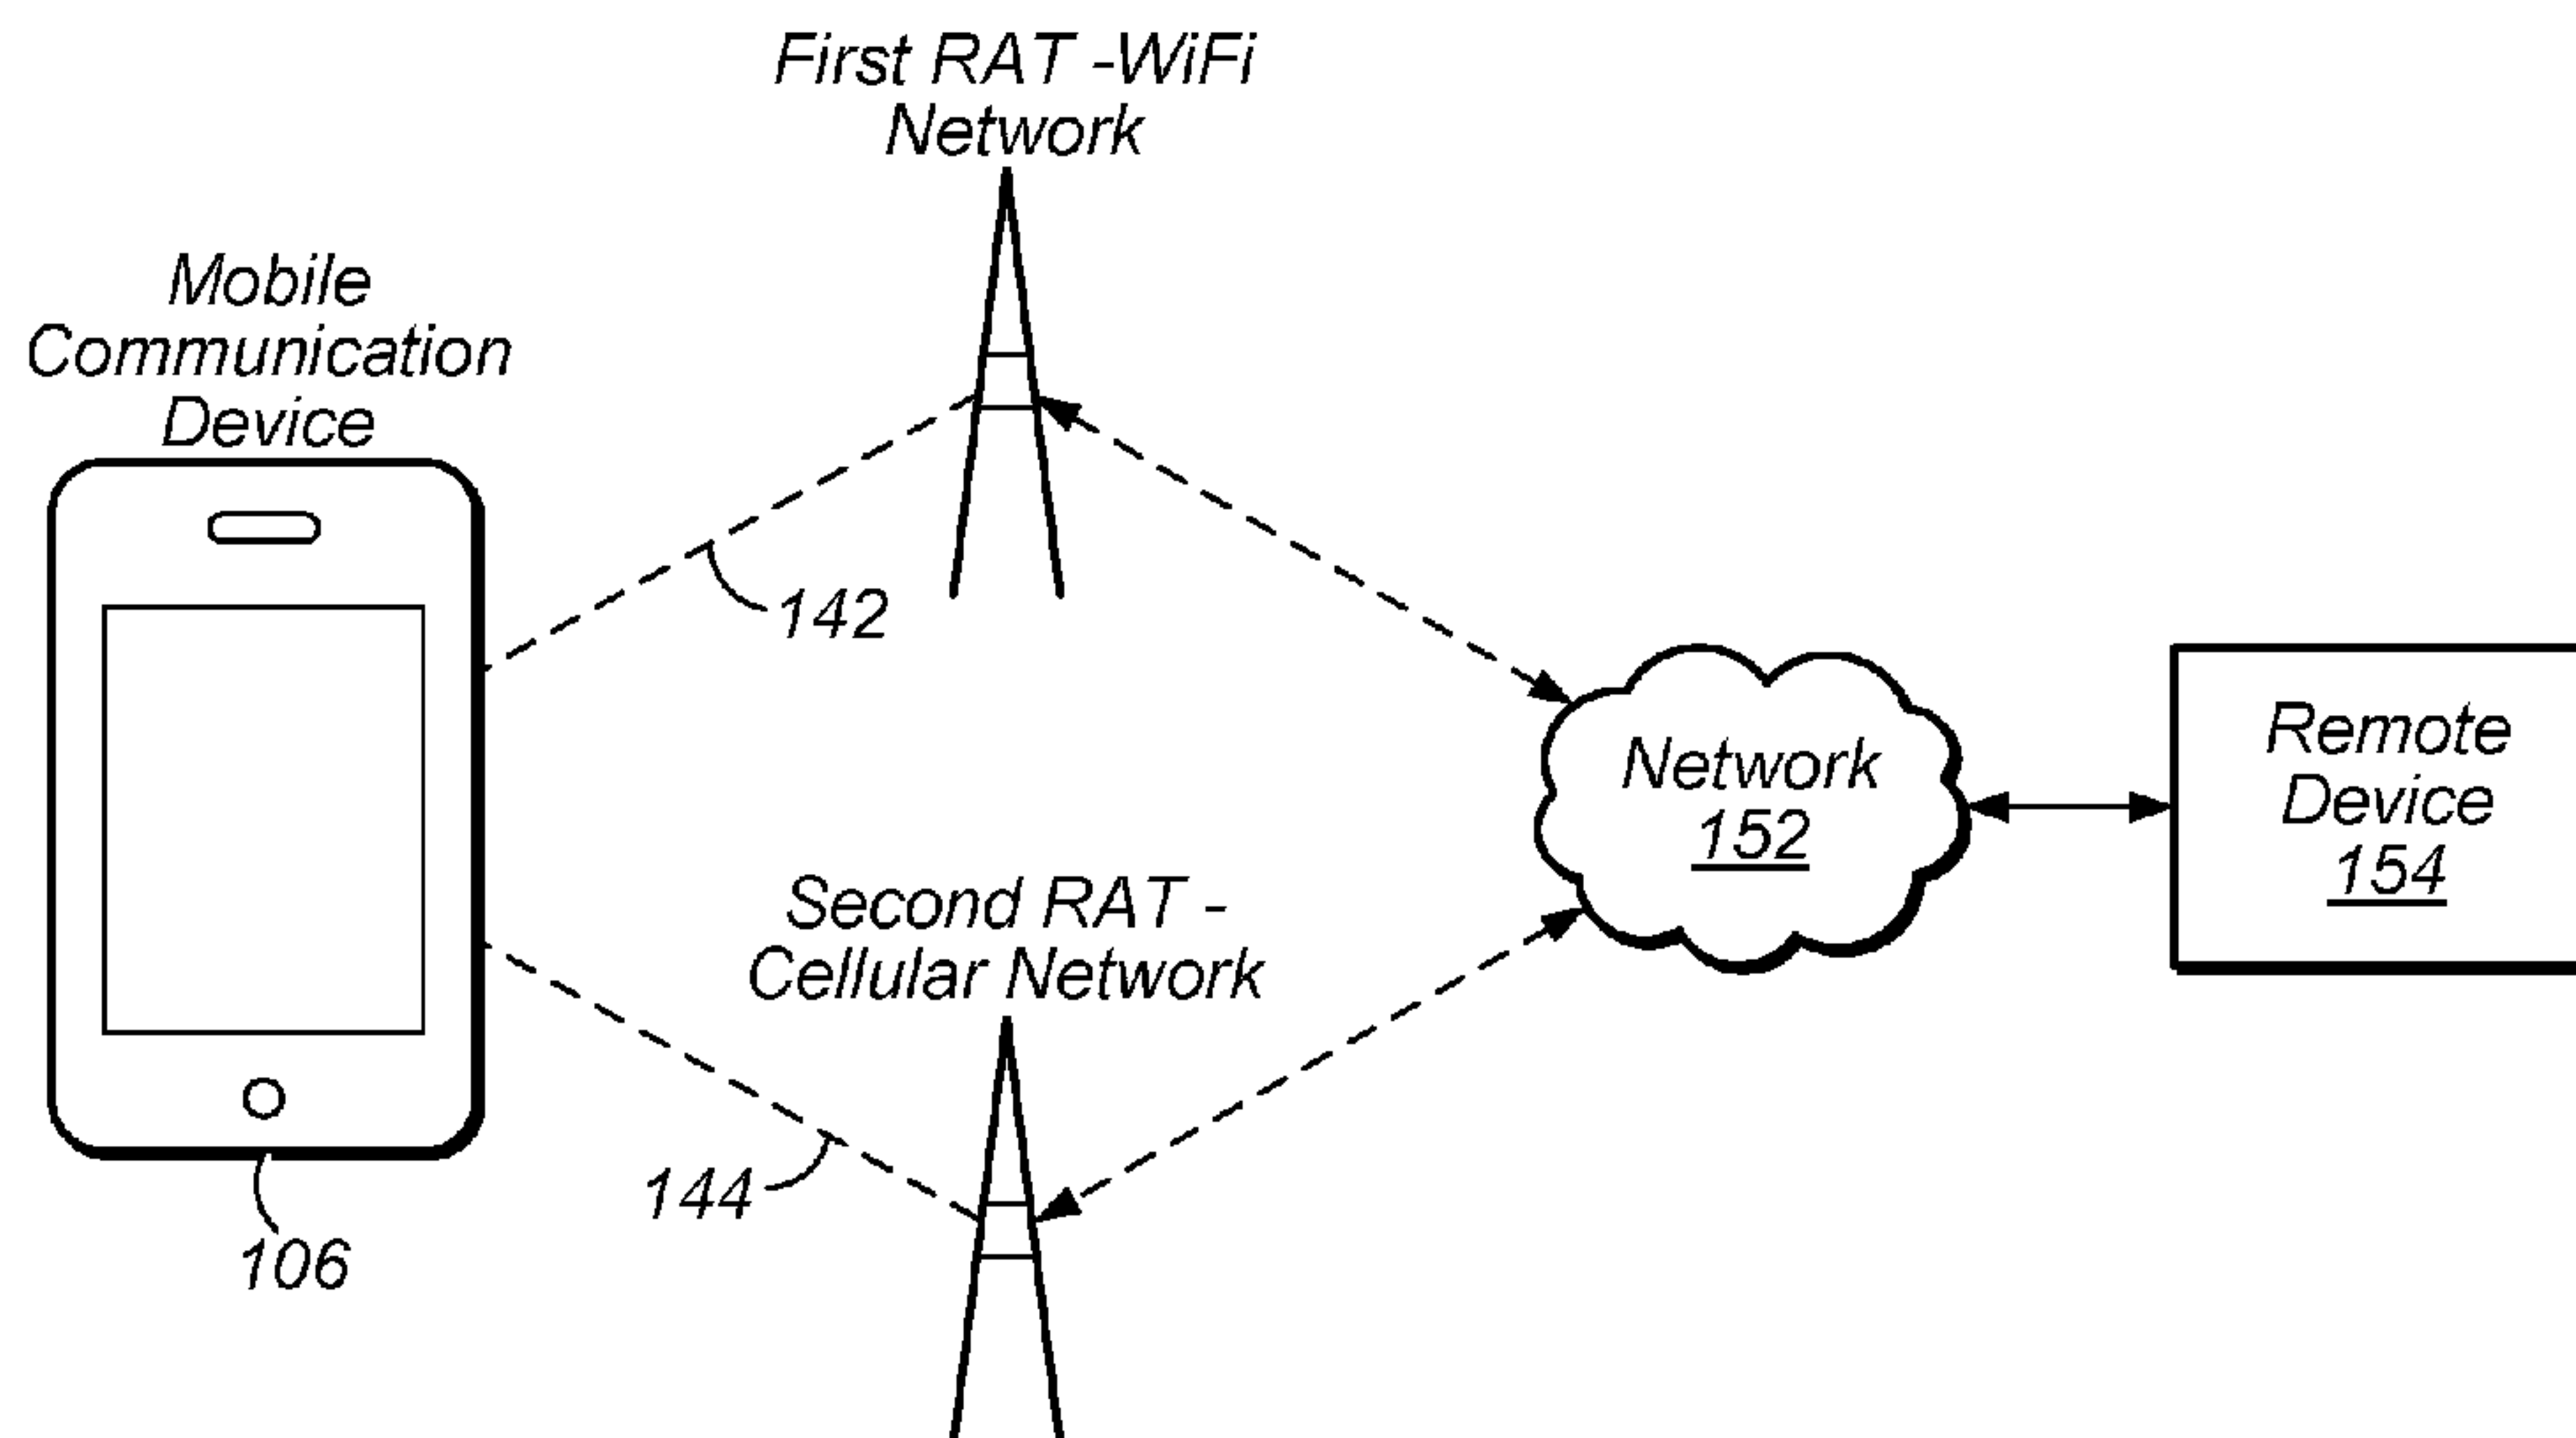 First RAT -WiFi
Network
Mobile
Communication
Device
142
Network
152
Remote
Device
154
Second RAT -
Cellular Network
144
106